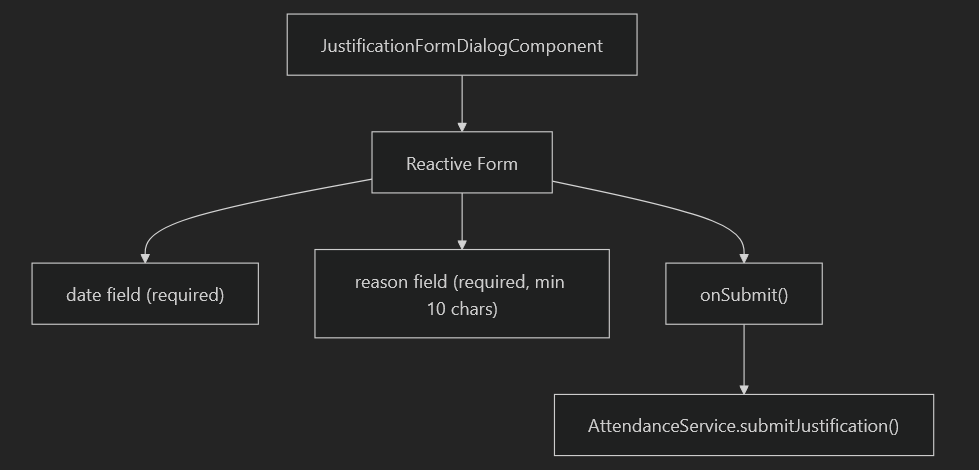 JustificationFormDialogComponent
Reactive Form
date field (required)
reason field (required, min
10 chars)
onSubmit()
AttendanceService.submitJustification()